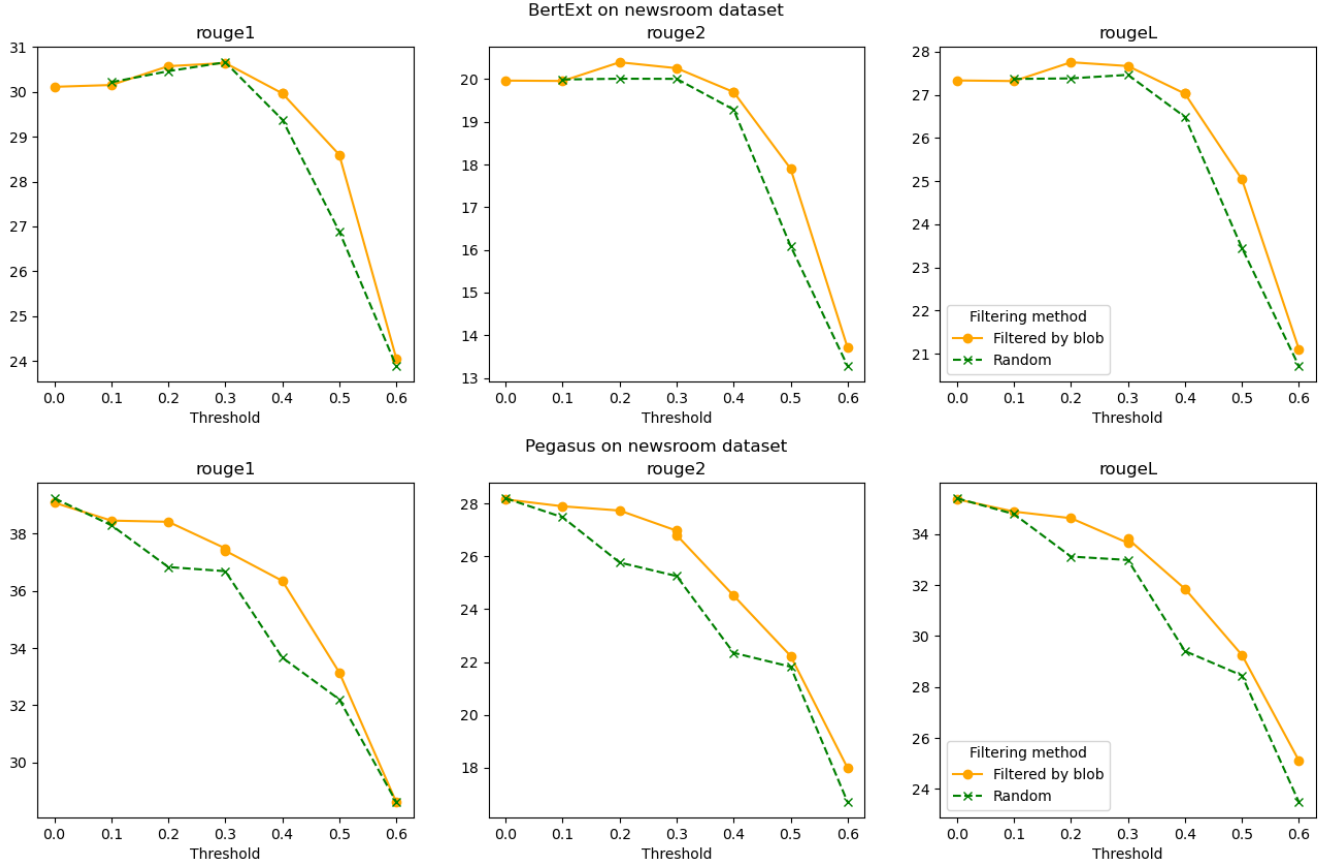 BertExt on newsroom dataset
rouge1
rouge2
rougeL
31
30
29
28
27
26
25
24
0.0 0.1 0.2 0.3 0.4 0.5 0.6
Threshold
20
19
18
17
16
15
14
13
0.0 0.1 0.2 0.3 0.4 0.5 0.6
Threshold
28
27
26
25
24
23
22
21
Filtering method
Filtered by blob
Random
0.0 0.1 0.2 0.3 0.4 0.5 0.6
Threshold
Pegasus on newsroom dataset
rouge1
rouge2
rougeL
38
36
34
32
30
0.0 0.1 0.2 0.3 0.4 0.5 0.6
Threshold
28
26
24
22
20
18
0.0 0.1 0.2 0.3 0.4 0.5 0.6
Threshold
34
32
30
28
26
24
Filtering method
Filtered by blob
Random
0.0 0.1 0.2 0.3 0.4 0.5 0.6
Threshold